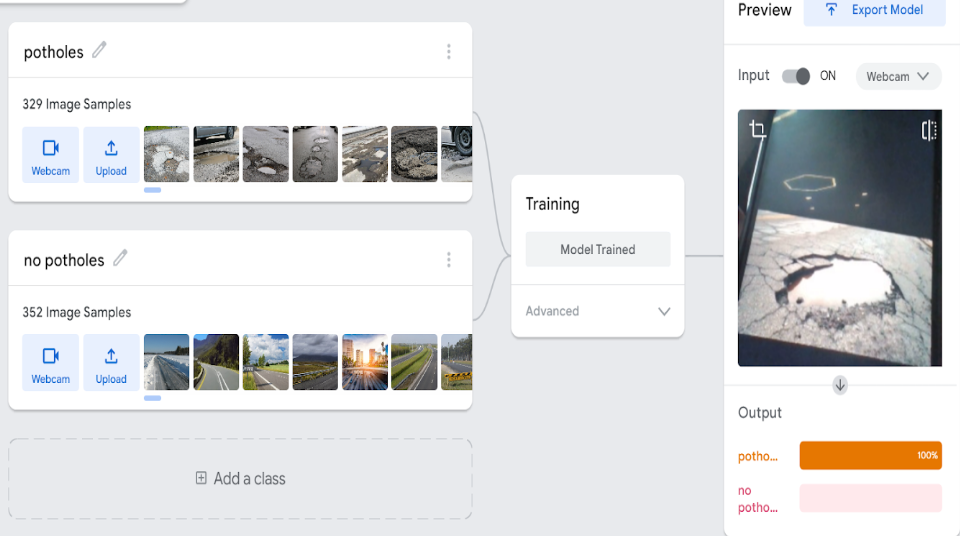 potholes
329 Image Samples
Webcam
Upload
no potholes
352 Image Samples
Webcam
Upload
Add a class
Training
Model Trained
Advanced
Preview
Export Model
Input
ON
Webcam
Output
potho...
100%
no
potho...